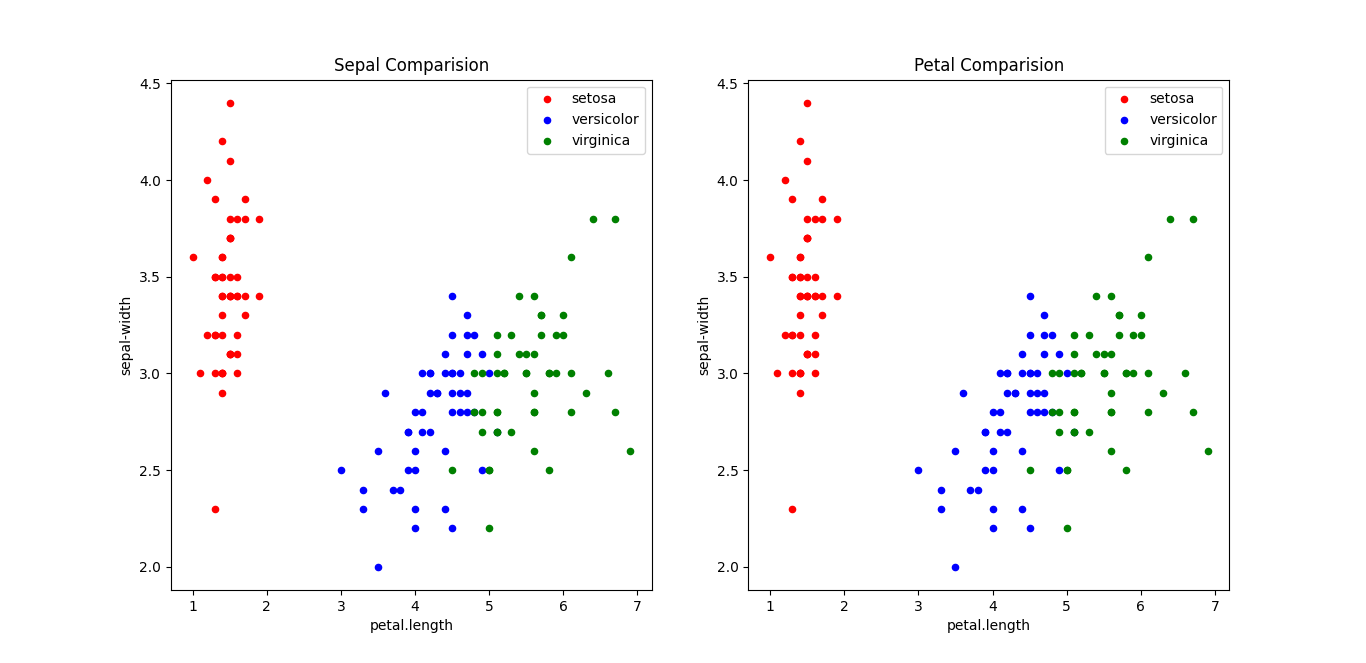 Sepal Comparision
4.5
4.0
3.5
3.0
2.5
2.0
sepal-width
setosa
versicolor
virginica
1 2 3 4 5 6 7
petal.length
Petal Comparision
4.5
4.0
3.5
3.0
2.5
2.0
sepal-width
setosa
versicolor
virginica
1 2 3 4 5 6 7
petal.length